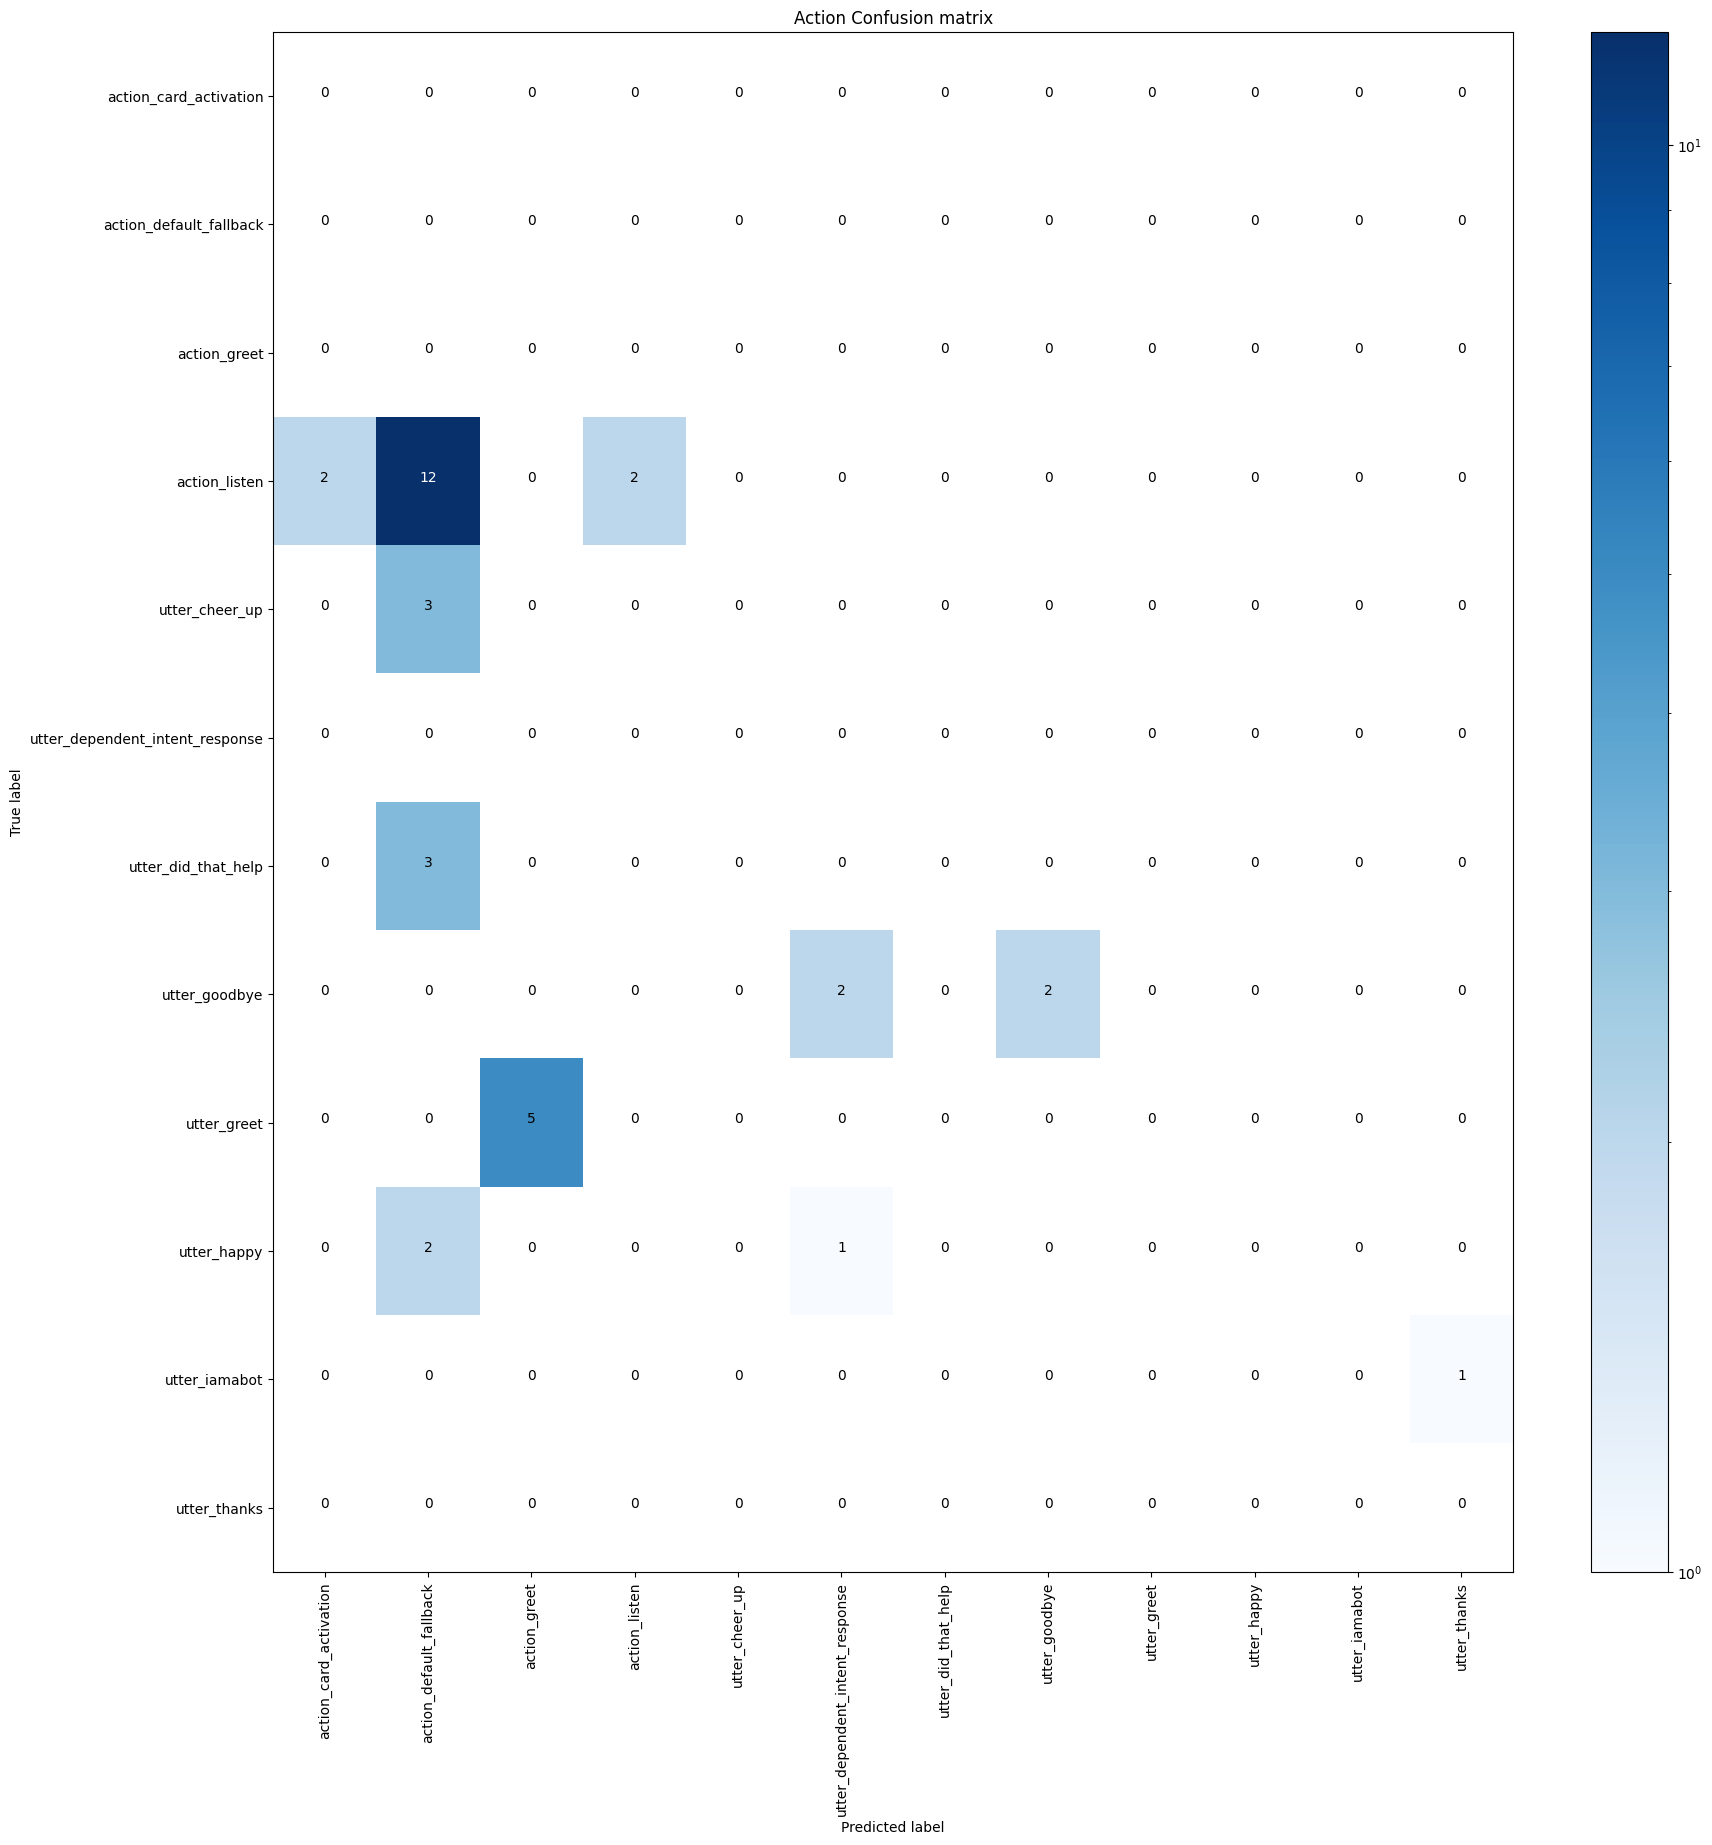 Action Confusion matrix
True label
action_card_activation 0 0 0 0 0 0 0 0 0 0 0 0
action_default_fallback 0 0 0 0 0 0 0 0 0 0 0 0
action_greet 0 0 0 0 0 0 0 0 0 0 0 0
action_listen 2 12 0 2 0 0 0 0 0 0 0 0
utter_cheer_up 0 3 0 0 0 0 0 0 0 0 0 0
utter_dependent_intent_response 0 0 0 0 0 0 0 0 0 0 0 0
utter_did_that_help 0 3 0 0 0 0 0 0 0 0 0 0
utter_goodbye 0 0 0 0 0 2 0 2 0 0 0 0
utter_greet 0 0 5 0 0 0 0 0 0 0 0 0
utter_happy 0 2 0 0 0 1 0 0 0 0 0 0
utter_iamabot 0 0 0 0 0 0 0 0 0 0 0 1
utter_thanks 0 0 0 0 0 0 0 0 0 0 0 0
action_card_activation
action_default_fallback
action_greet
action_listen
utter_cheer_up
utter_dependent_intent_response
utter_did_that_help
utter_goodbye
utter_greet
utter_happy
utter_iamabot
utter_thanks
Predicted label
10¹
10⁰